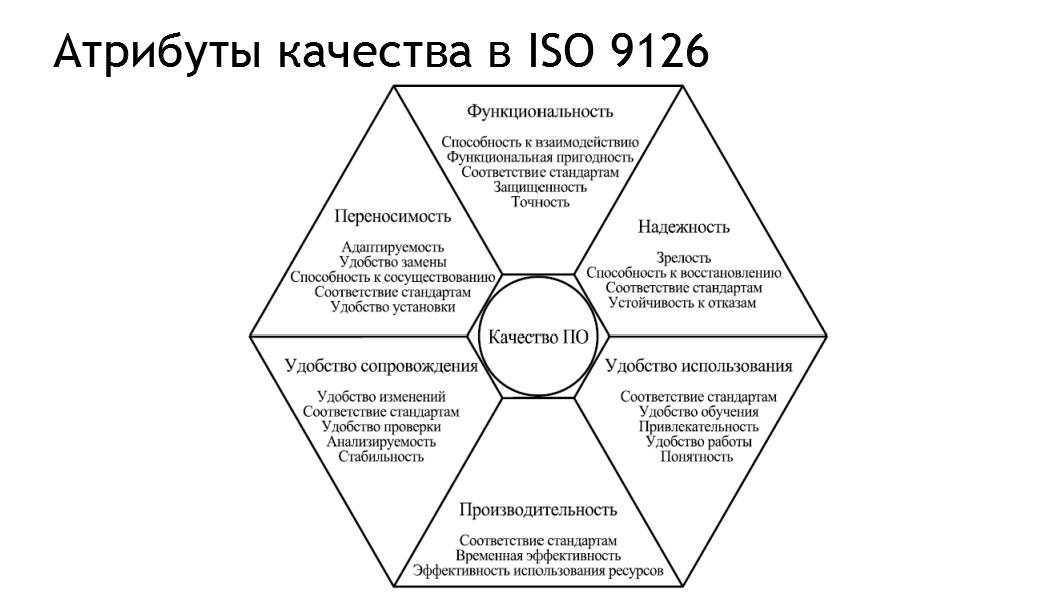 Атрибуты качества в ISO 9126
Функциональность
Способность к взаимодействию
Функциональная пригодность
Соответствие стандартам
Защищенность
Точность
Переносимость
Адаптируемость
Удобство замены
Способность к сосуществованию
Соответствие стандартам
Удобство установки
Надежность
Зрелость
Способность к восстановлению
Соответствие стандартам
Устойчивость к отказам
Качество ПО
Удобство сопровождения
Удобство изменений
Соответствие стандартам
Удобство проверки
Анализируемость
Стабильность
Удобство использования
Соответствие стандартам
Удобство обучения
Привлекательность
Удобство работы
Понятность
Производительность
Соответствие стандартам
Временная эффективность
Эффективность использования ресурсов